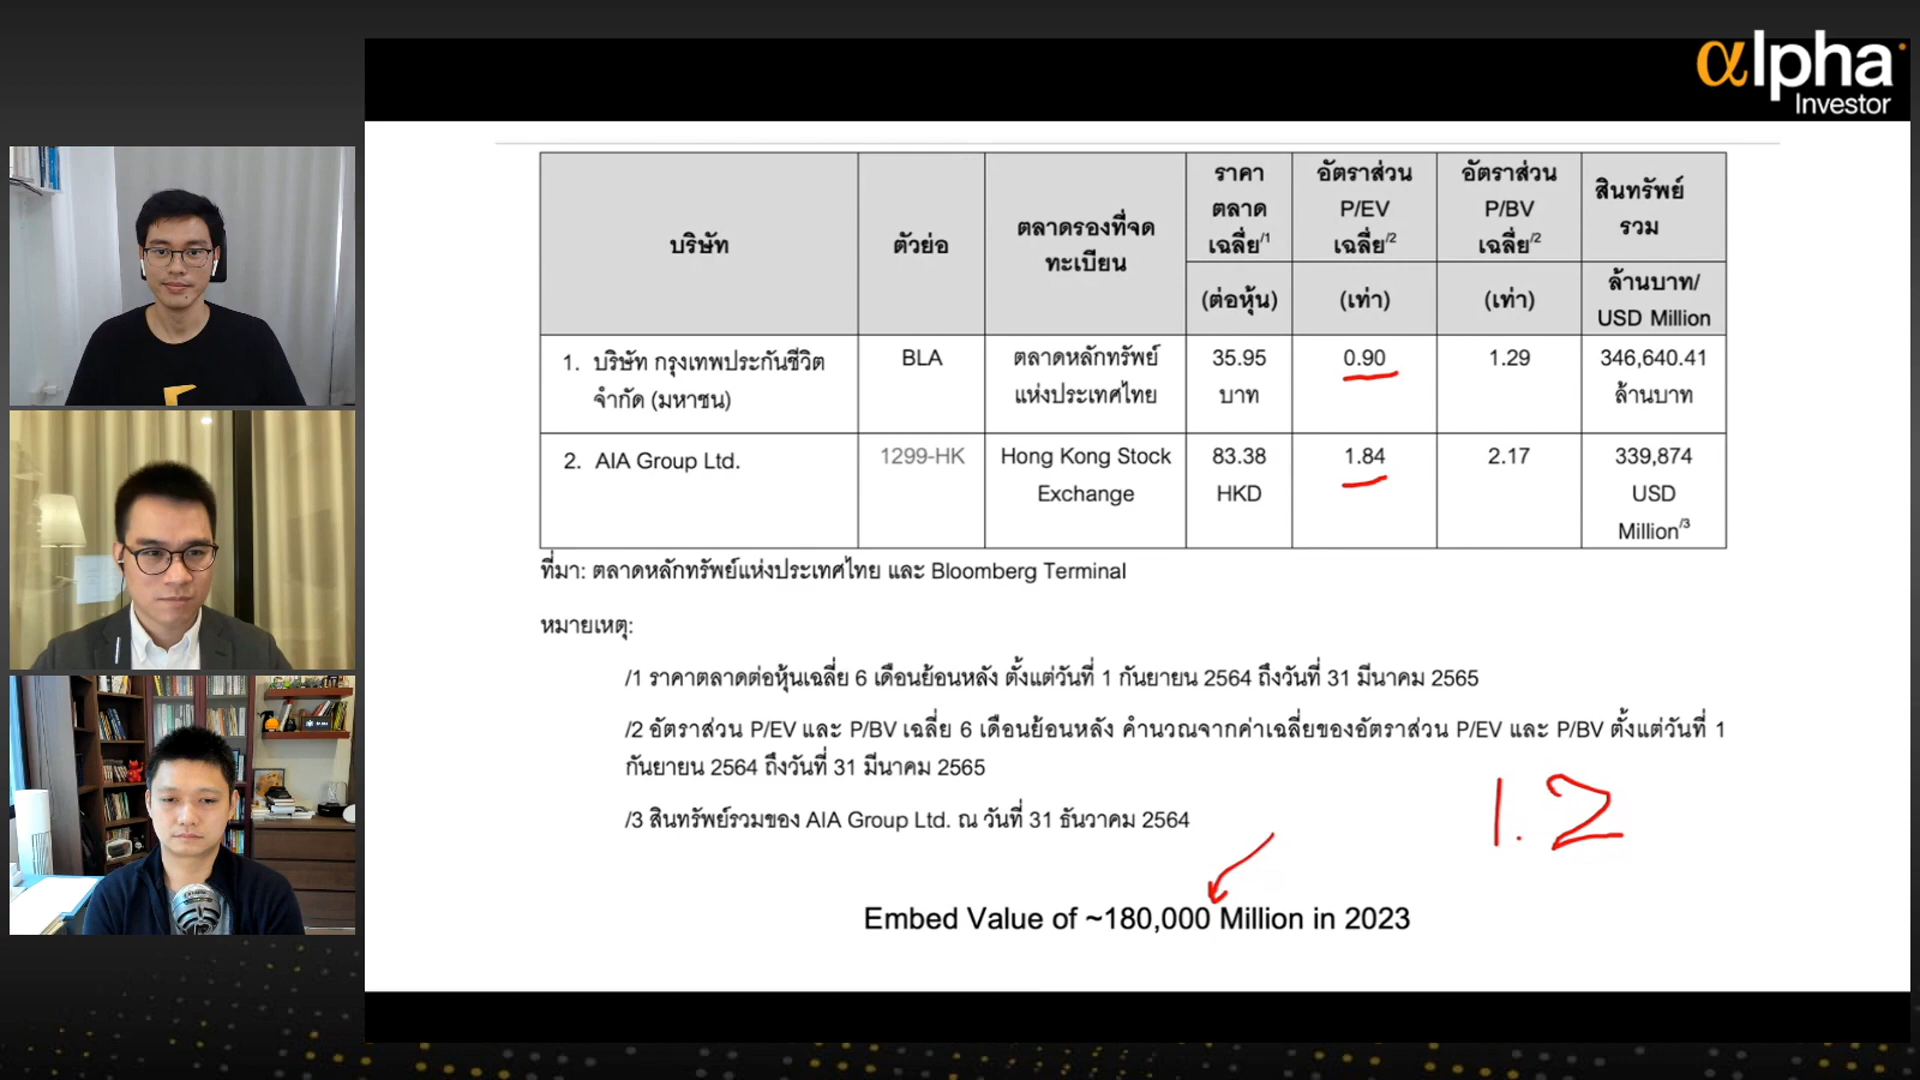 αlpha
Investor
บริษัท
ตัวย่อ
ตลาดรองที่จด
ทะเบียน
ราคา
ตลาด
เฉลี่ย/1
(ต่อหุ้น)
อัตราส่วน
P/EV
เฉลี่ย/2
(เท่า)
อัตราส่วน
P/BV
เฉลี่ย/2
(เท่า)
สินทรัพย์
รวม
ล้านบาท/
USD Million
1. บริษัท กรุงเทพประกันชีวิต
จำกัด (มหาชน)
BLA
ตลาดหลักทรัพย์
แห่งประเทศไทย
35.95
บาท
0.90
1.29
346,640.41
ล้านบาท
2. AIA Group Ltd.
1299-HK
Hong Kong Stock
Exchange
83.38
HKD
1.84
2.17
339,874
USD
Million/3
ที่มา: ตลาดหลักทรัพย์แห่งประเทศไทย และ Bloomberg Terminal
หมายเหตุ:
/1 ราคาตลาดต่อหุ้นเฉลี่ย 6 เดือนย้อนหลัง ตั้งแต่วันที่ 1 กันยายน 2564 ถึงวันที่ 31 มีนาคม 2565
/2 อัตราส่วน P/EV และ P/BV เฉลี่ย 6 เดือนย้อนหลัง คำนวณจากค่าเฉลี่ยของอัตราส่วน P/EV และ P/BV ตั้งแต่วันที่ 1
กันยายน 2564 ถึงวันที่ 31 มีนาคม 2565
/3 สินทรัพย์รวมของ AIA Group Ltd. ณ วันที่ 31 ธันวาคม 2564
1.2
Embed Value of ~180,000 Million in 2023